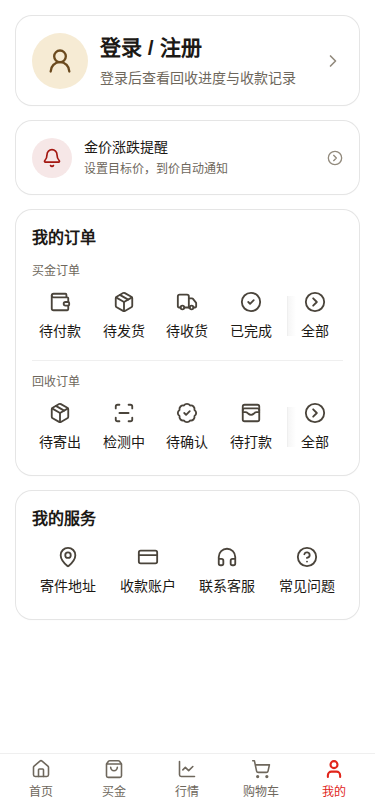 登录 / 注册
登录后查看回收进度与收款记录
金价涨跌提醒
设置目标价，到价自动通知
我的订单
买金订单
待付款 待发货 待收货 已完成 全部
回收订单
待寄出 检测中 待确认 待打款 全部
我的服务
寄件地址 收款账户 联系客服 常见问题
首页 买金 行情 购物车 我的